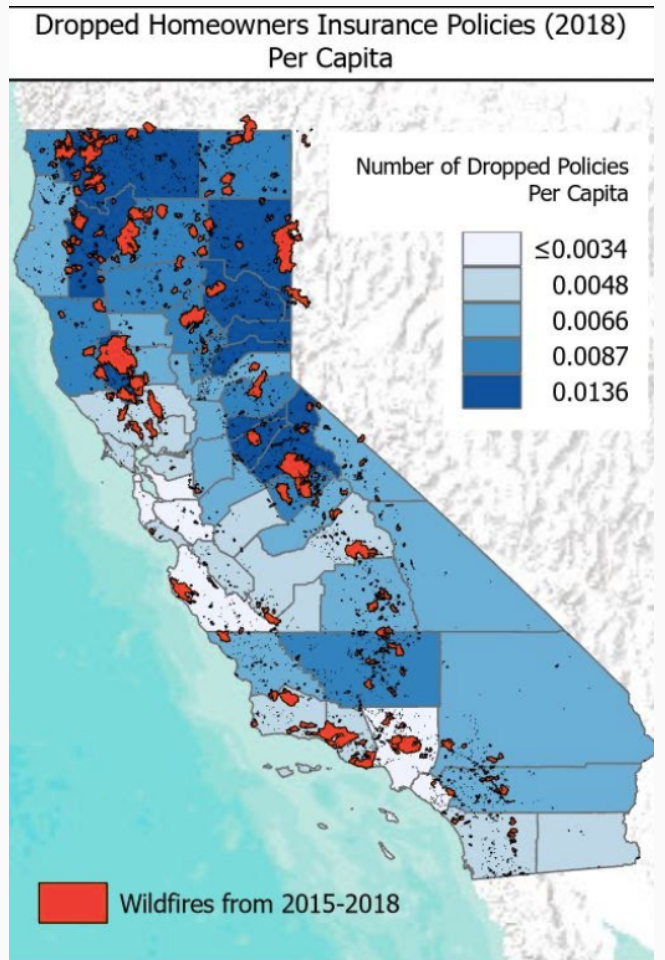 Dropped Homeowners Insurance Policies (2018)
Per Capita
Number of Dropped Policies
Per Capita
≤0.0034
0.0048
0.0066
0.0087
0.0136
Wildfires from 2015-2018